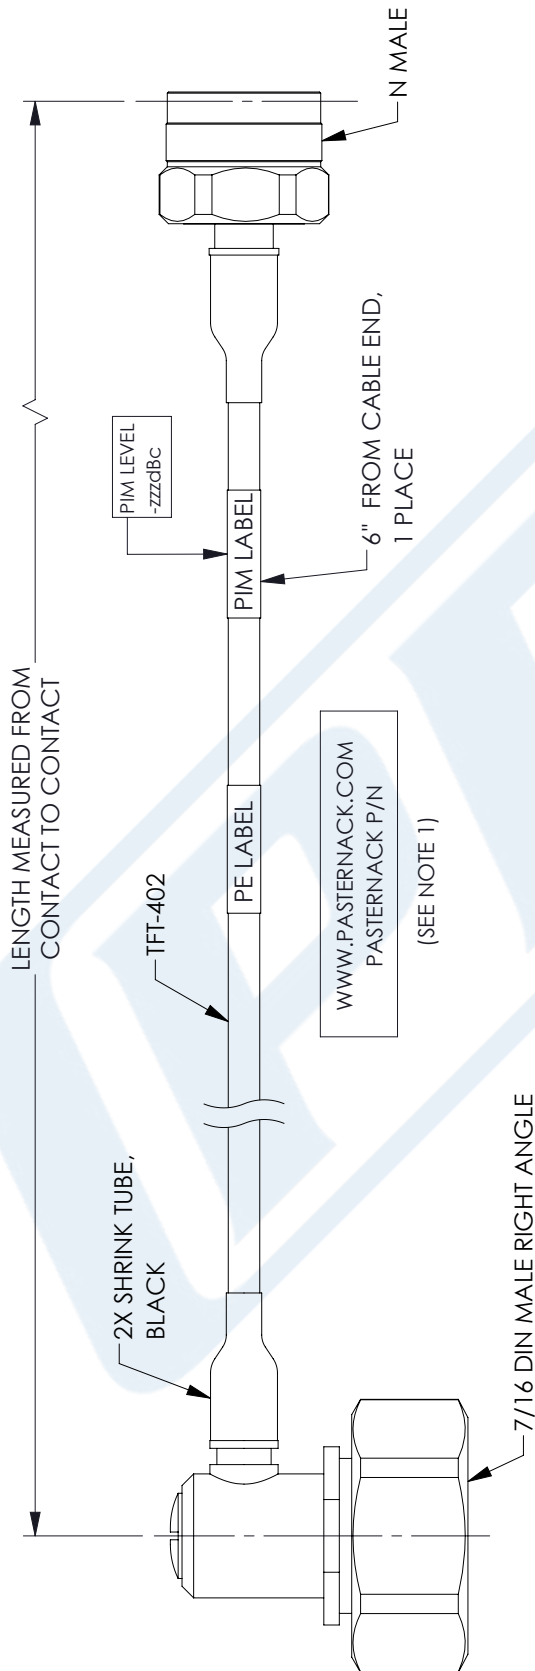 LENGTH MEASURED FROM
CONTACT TO CONTACT
2X SHRINK TUBE,
BLACK
TFT-402
PIM LEVEL
-zzzdBc
PE LABEL
PIM LABEL
6" FROM CABLE END,
1 PLACE
N MALE
WWW.PASTERNACK.COM
PASTERNACK P/N
(SEE NOTE 1)
7/16 DIN MALE RIGHT ANGLE